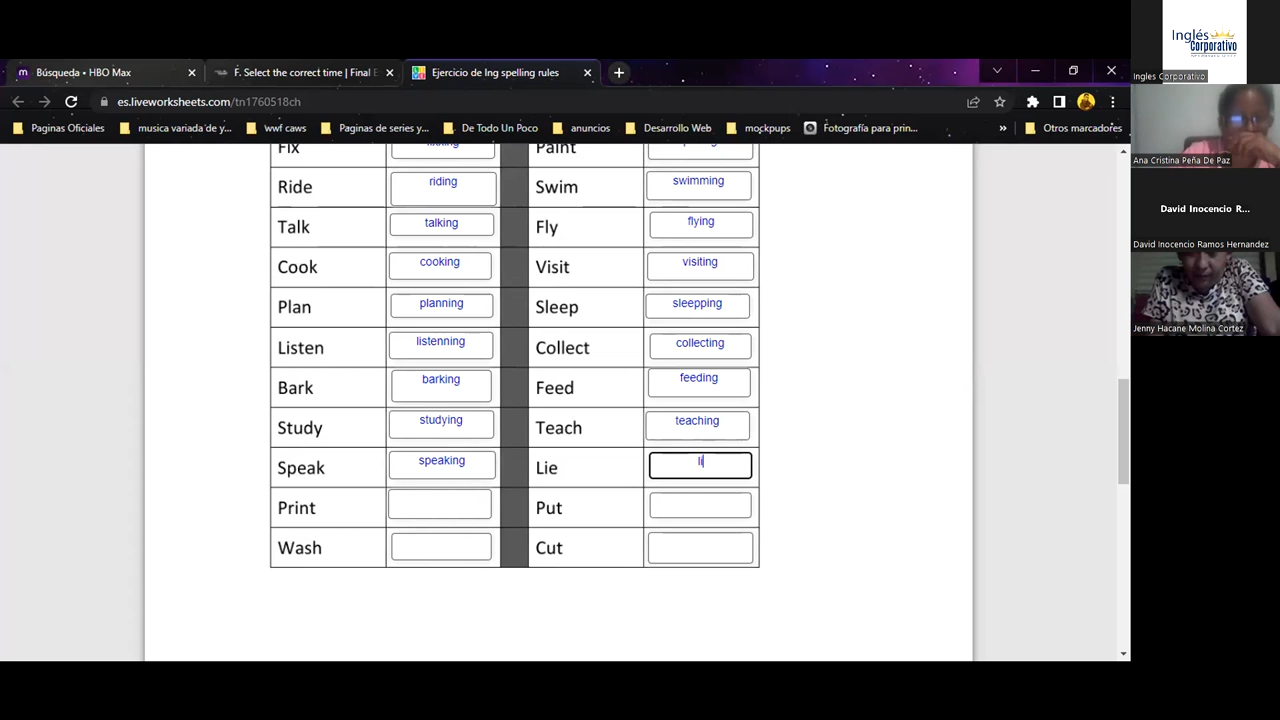 Inglés
Corporativo
Búsqueda • HBO Max
F. Select the correct time | Final E
Ejercicio de Ing spelling rules
Ingles Corporativo
es.liveworksheets.com/tn1760518ch
Paginas Oficiales
musica variada de y...
wwf caws
Paginas de series y...
De Todo Un Poco
anuncios
Desarrollo Web
mockpups
Fotografía para prin...
»
Otros marcadores
Fix Paint
Ride riding Swim swimming
Talk talking Fly flying
Cook cooking Visit visiting
Plan planning Sleep sleepping
Listen listenning Collect collecting
Bark barking Feed feeding
Study studying Teach teaching
Speak speaking Lie li
Print Put
Wash Cut
Ana Cristina Peña De Paz
David Inocencio R...
David Inocencio Ramos Hernandez
Jenny Hacane Molina Cortez